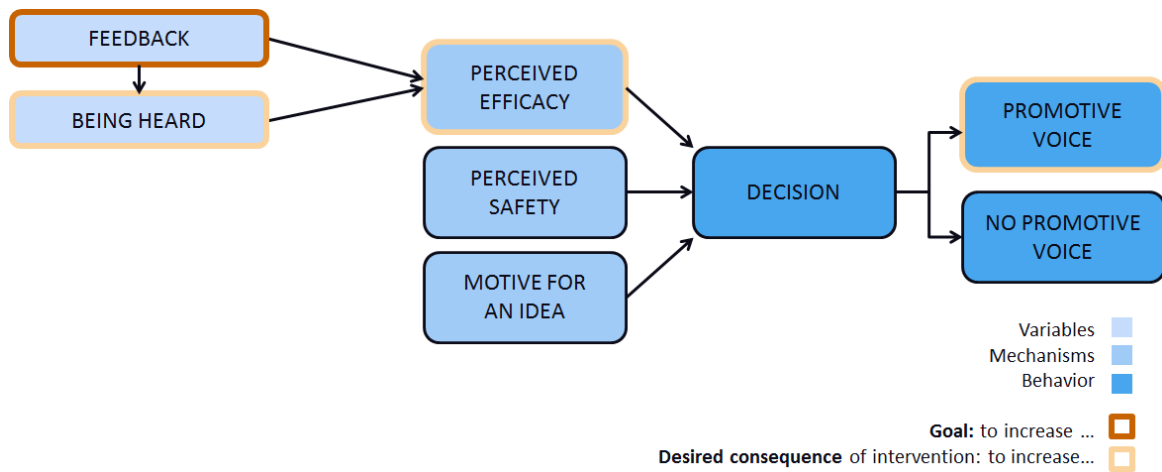 FEEDBACK
BEING HEARD
PERCEIVED
EFFICACY
PERCEIVED
SAFETY
MOTIVE FOR
AN IDEA
DECISION
PROMOTIVE
VOICE
NO PROMOTIVE
VOICE
Variables
Mechanisms
Behavior
Goal: to increase ...
Desired consequence of intervention: to increase...